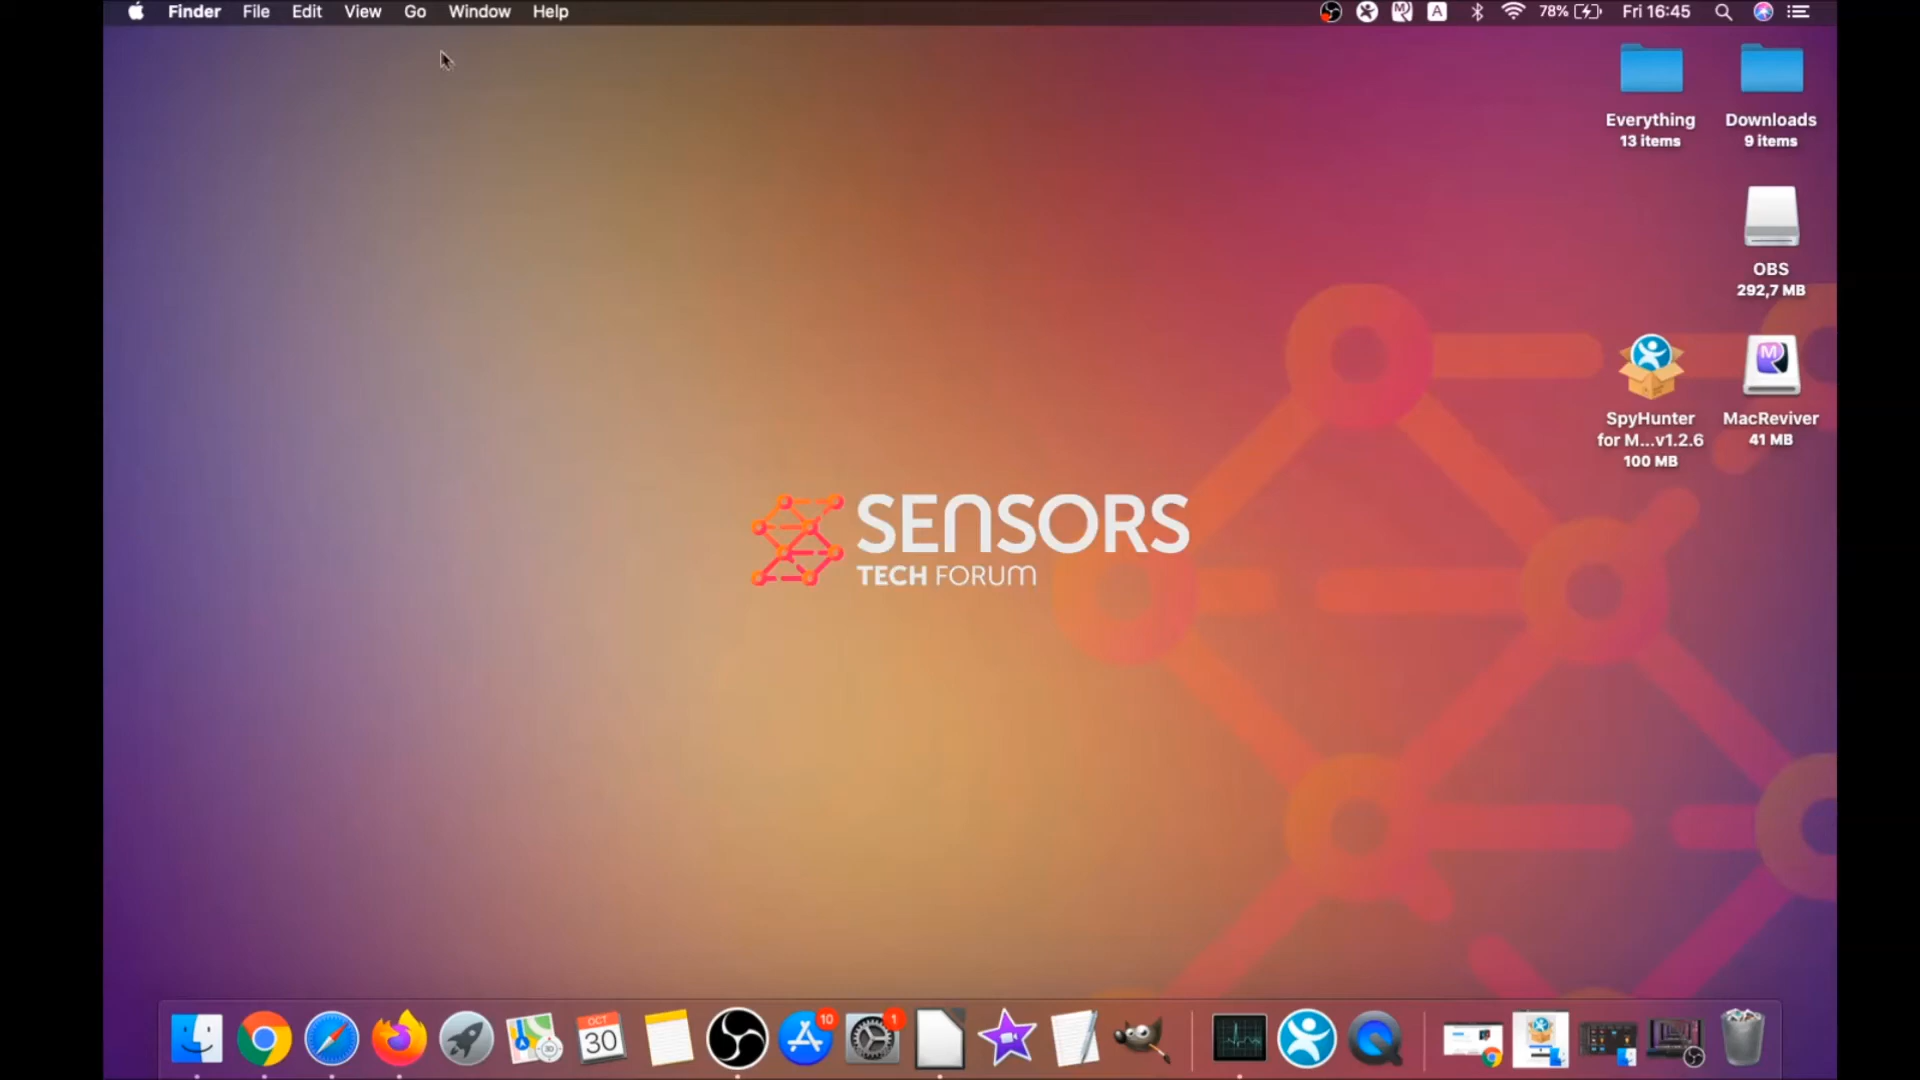 Finder File Edit View Go Window Help
A 78% Fri 16:45
Everything
13 items
Downloads
9 items
OBS
292,7 MB
SpyHunter
for M...v1.2.6
100 MB
M
MacReviver
41 MB
SENSORS
TECH FORUM
OCT
30
10
1